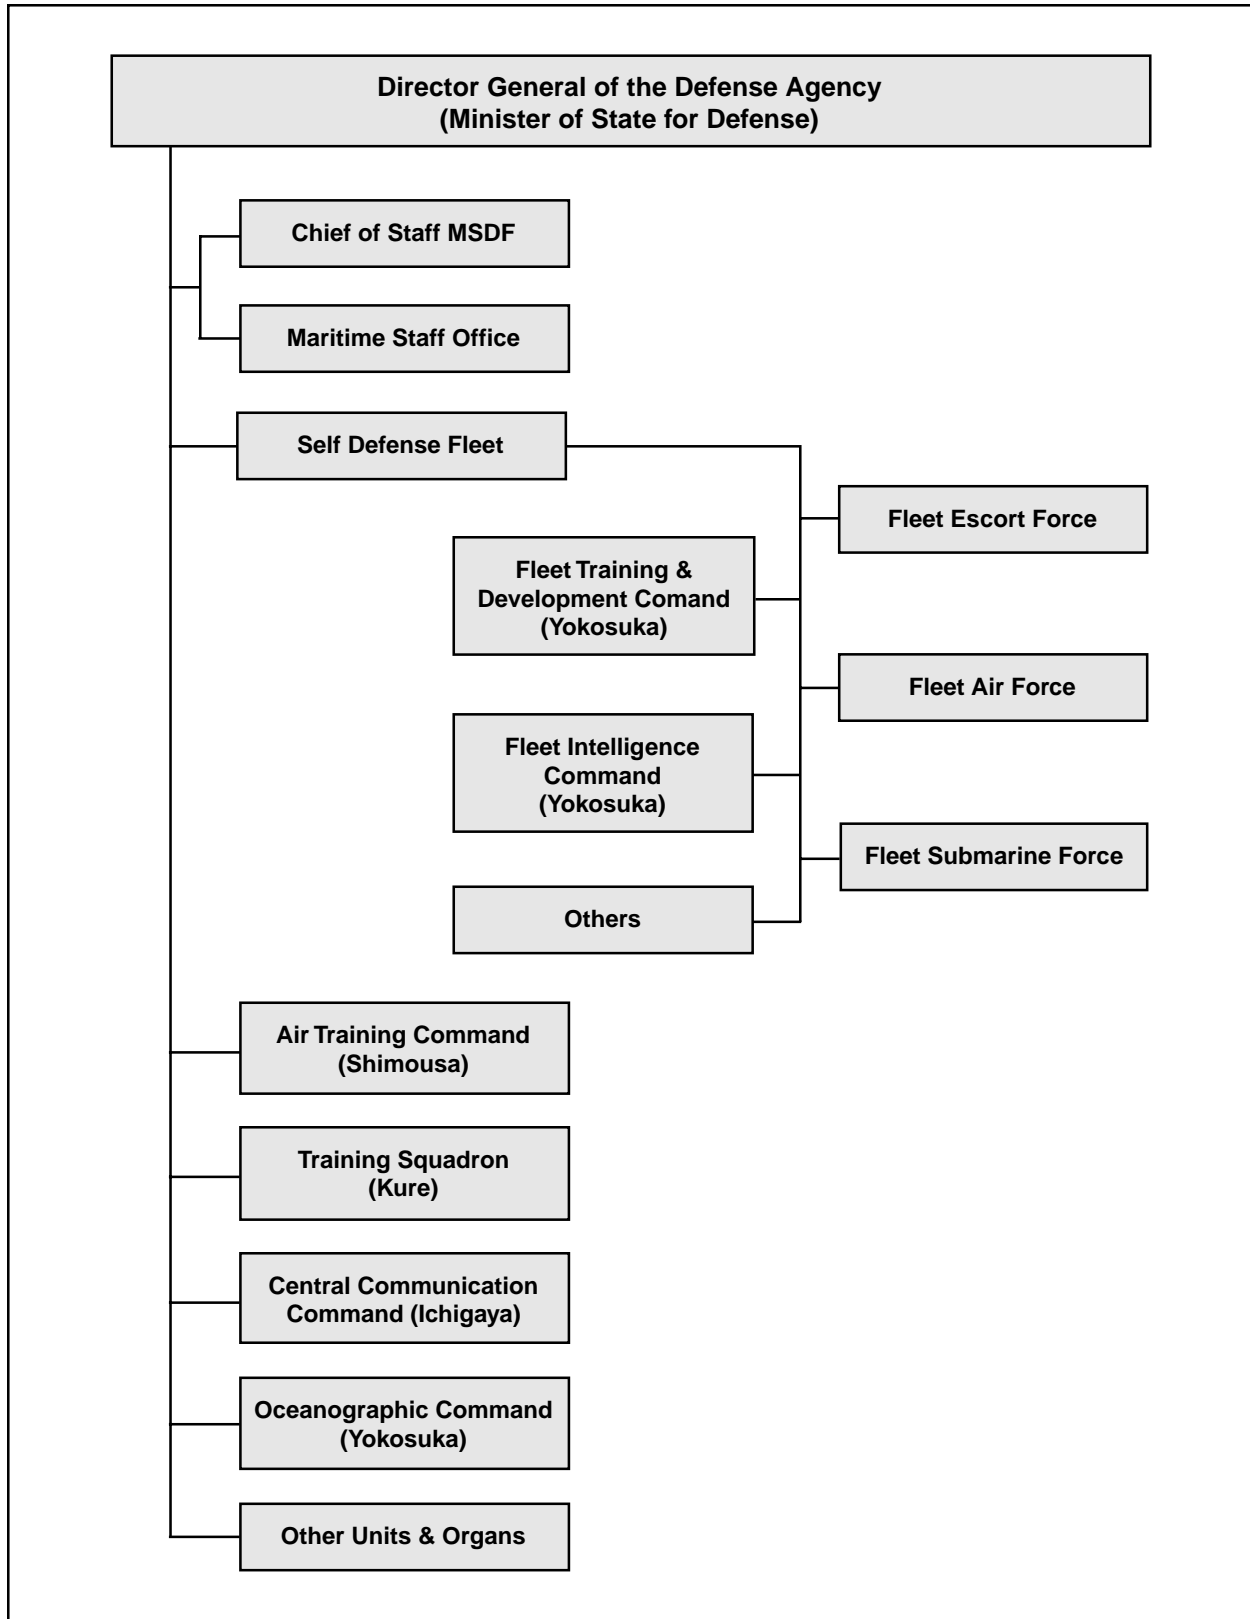 Director General of the Defense Agency
(Minister of State for Defense)
Chief of Staff MSDF
Maritime Staff Office
Self Defense Fleet
Fleet Escort Force
Fleet Training &
Development Comand
(Yokosuka)
Fleet Air Force
Fleet Intelligence
Command
(Yokosuka)
Fleet Submarine Force
Others
Air Training Command
(Shimousa)
Training Squadron
(Kure)
Central Communication
Command (Ichigaya)
Oceanographic Command
(Yokosuka)
Other Units & Organs